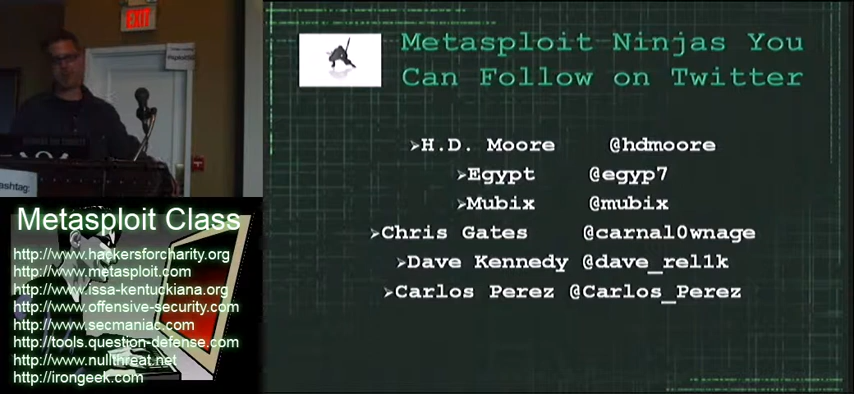 EXIT
ashtag:
Metasploit Class
http://www.hackersforcharity.org
http://www.metasploit.com
http://www.issa-kentuckiana.org
http://www.offensive-security.com
http://www.secmaniac.com
http://tools.question-defense.com
http://www.nullthreat.net
http://irongeek.com
Metasploit Ninjas You
Can Follow on Twitter
➢H.D. Moore @hdmoore
➢Egypt @egyp7
➢Mubix @mubix
➢Chris Gates @carnal0wnage
➢Dave Kennedy @dave_rel1k
➢Carlos Perez @Carlos_Perez